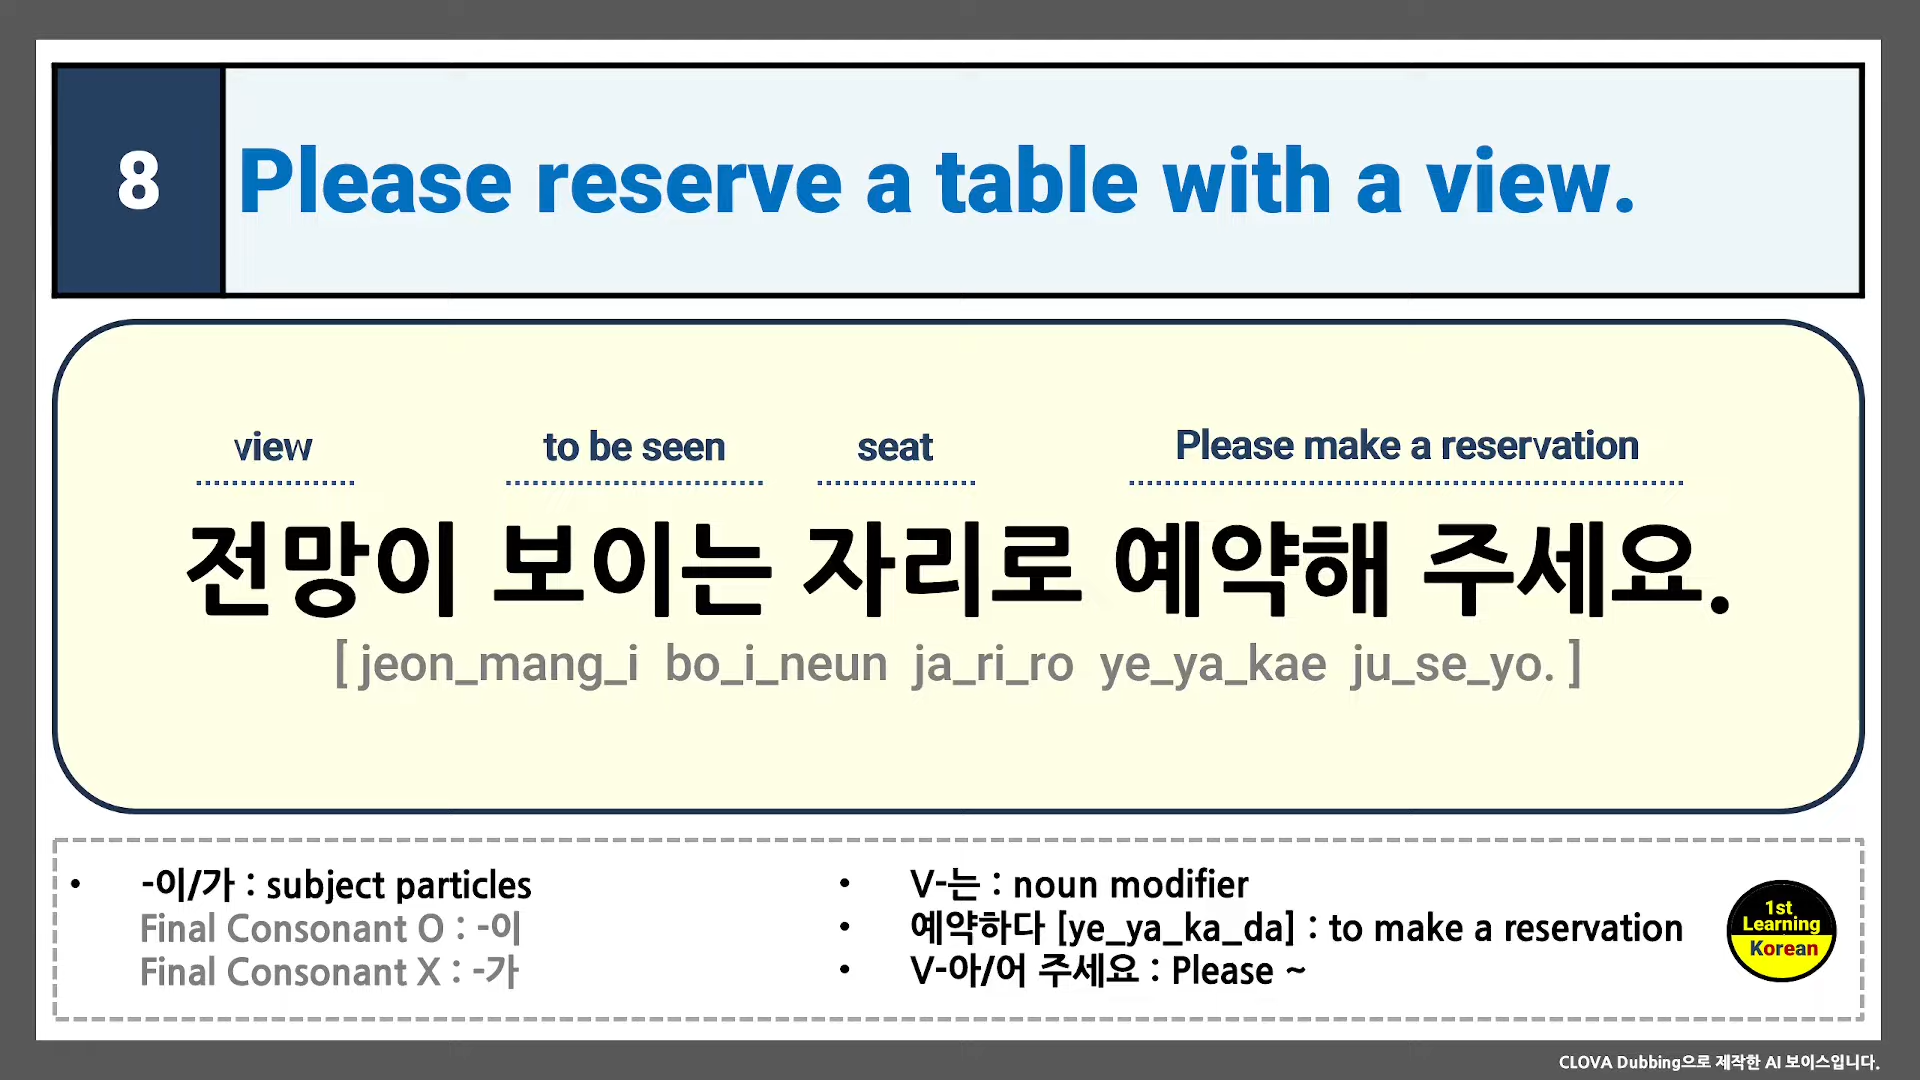 8
Please reserve a table with a view.
view to be seen seat Please make a reservation
전망이 보이는 자리로 예약해 주세요.
[ jeon_mang_i bo_i_neun ja_ri_ro ye_ya_kae ju_se_yo. ]
• -이/가 : subject particles
Final Consonant O : -이
Final Consonant X : -가
• V-는 : noun modifier
• 예약하다 [ye_ya_ka_da] : to make a reservation
• V-아/어 주세요 : Please ~
1st
Learning
Korean
CLOVA Dubbing으로 제작한 AI 보이스입니다.